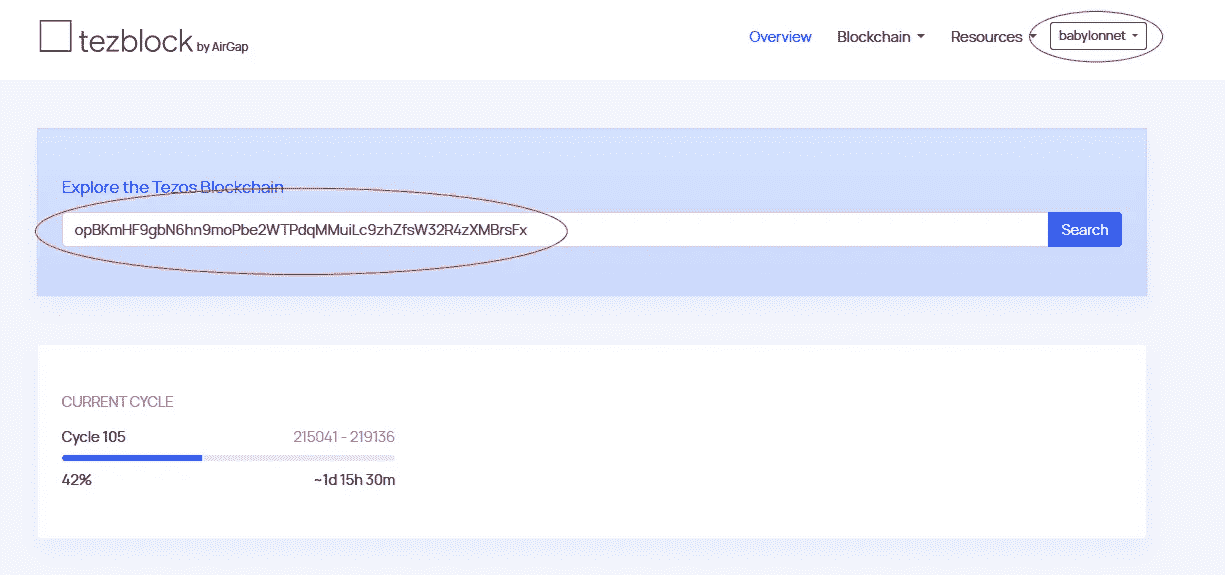 tezblock by AirGap
Overview Blockchain Resources babylonnet
Explore the Tezos Blockchain
opBKmHF9gbN6hn9moPbe2WTPdqMMuiLc9zhZfsW32R4zXMBrsFx Search
CURRENT CYCLE
Cycle 105 215041 - 219136
42% ~1d 15h 30m